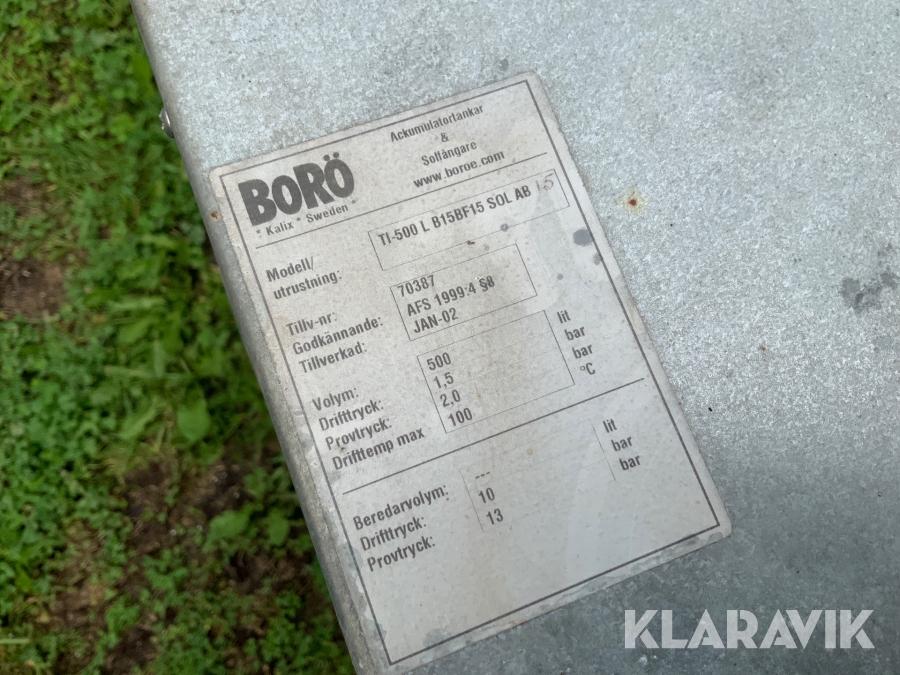 BORÖ
* Kalix * Sweden *
Ackumulatortankar
&
Solfångare
www.boroe.com
Modell/
utrustning:
TI-500 L B15BF15 SOL AB 15
Tillv-nr: 70387
Godkännande: AFS 1999:4 §8
Tillverkad: JAN-02
Volym: 500 lit
Drifttryck: 1,5 bar
Provtryck: 2,0 bar
Drifttemp max 100 °C
Beredarvolym: --- lit
Drifttryck: 10 bar
Provtryck: 13 bar
KLARAVIK